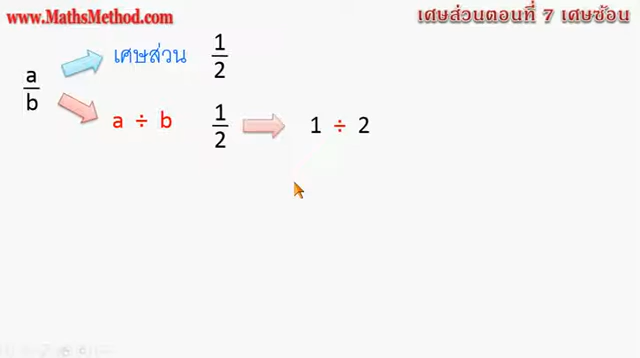 www.MathsMethod.com
เศษส่วนตอนที่ 7 เศษซ้อน
a/b
เศษส่วน 1/2
a ÷ b 1/2 1 ÷ 2